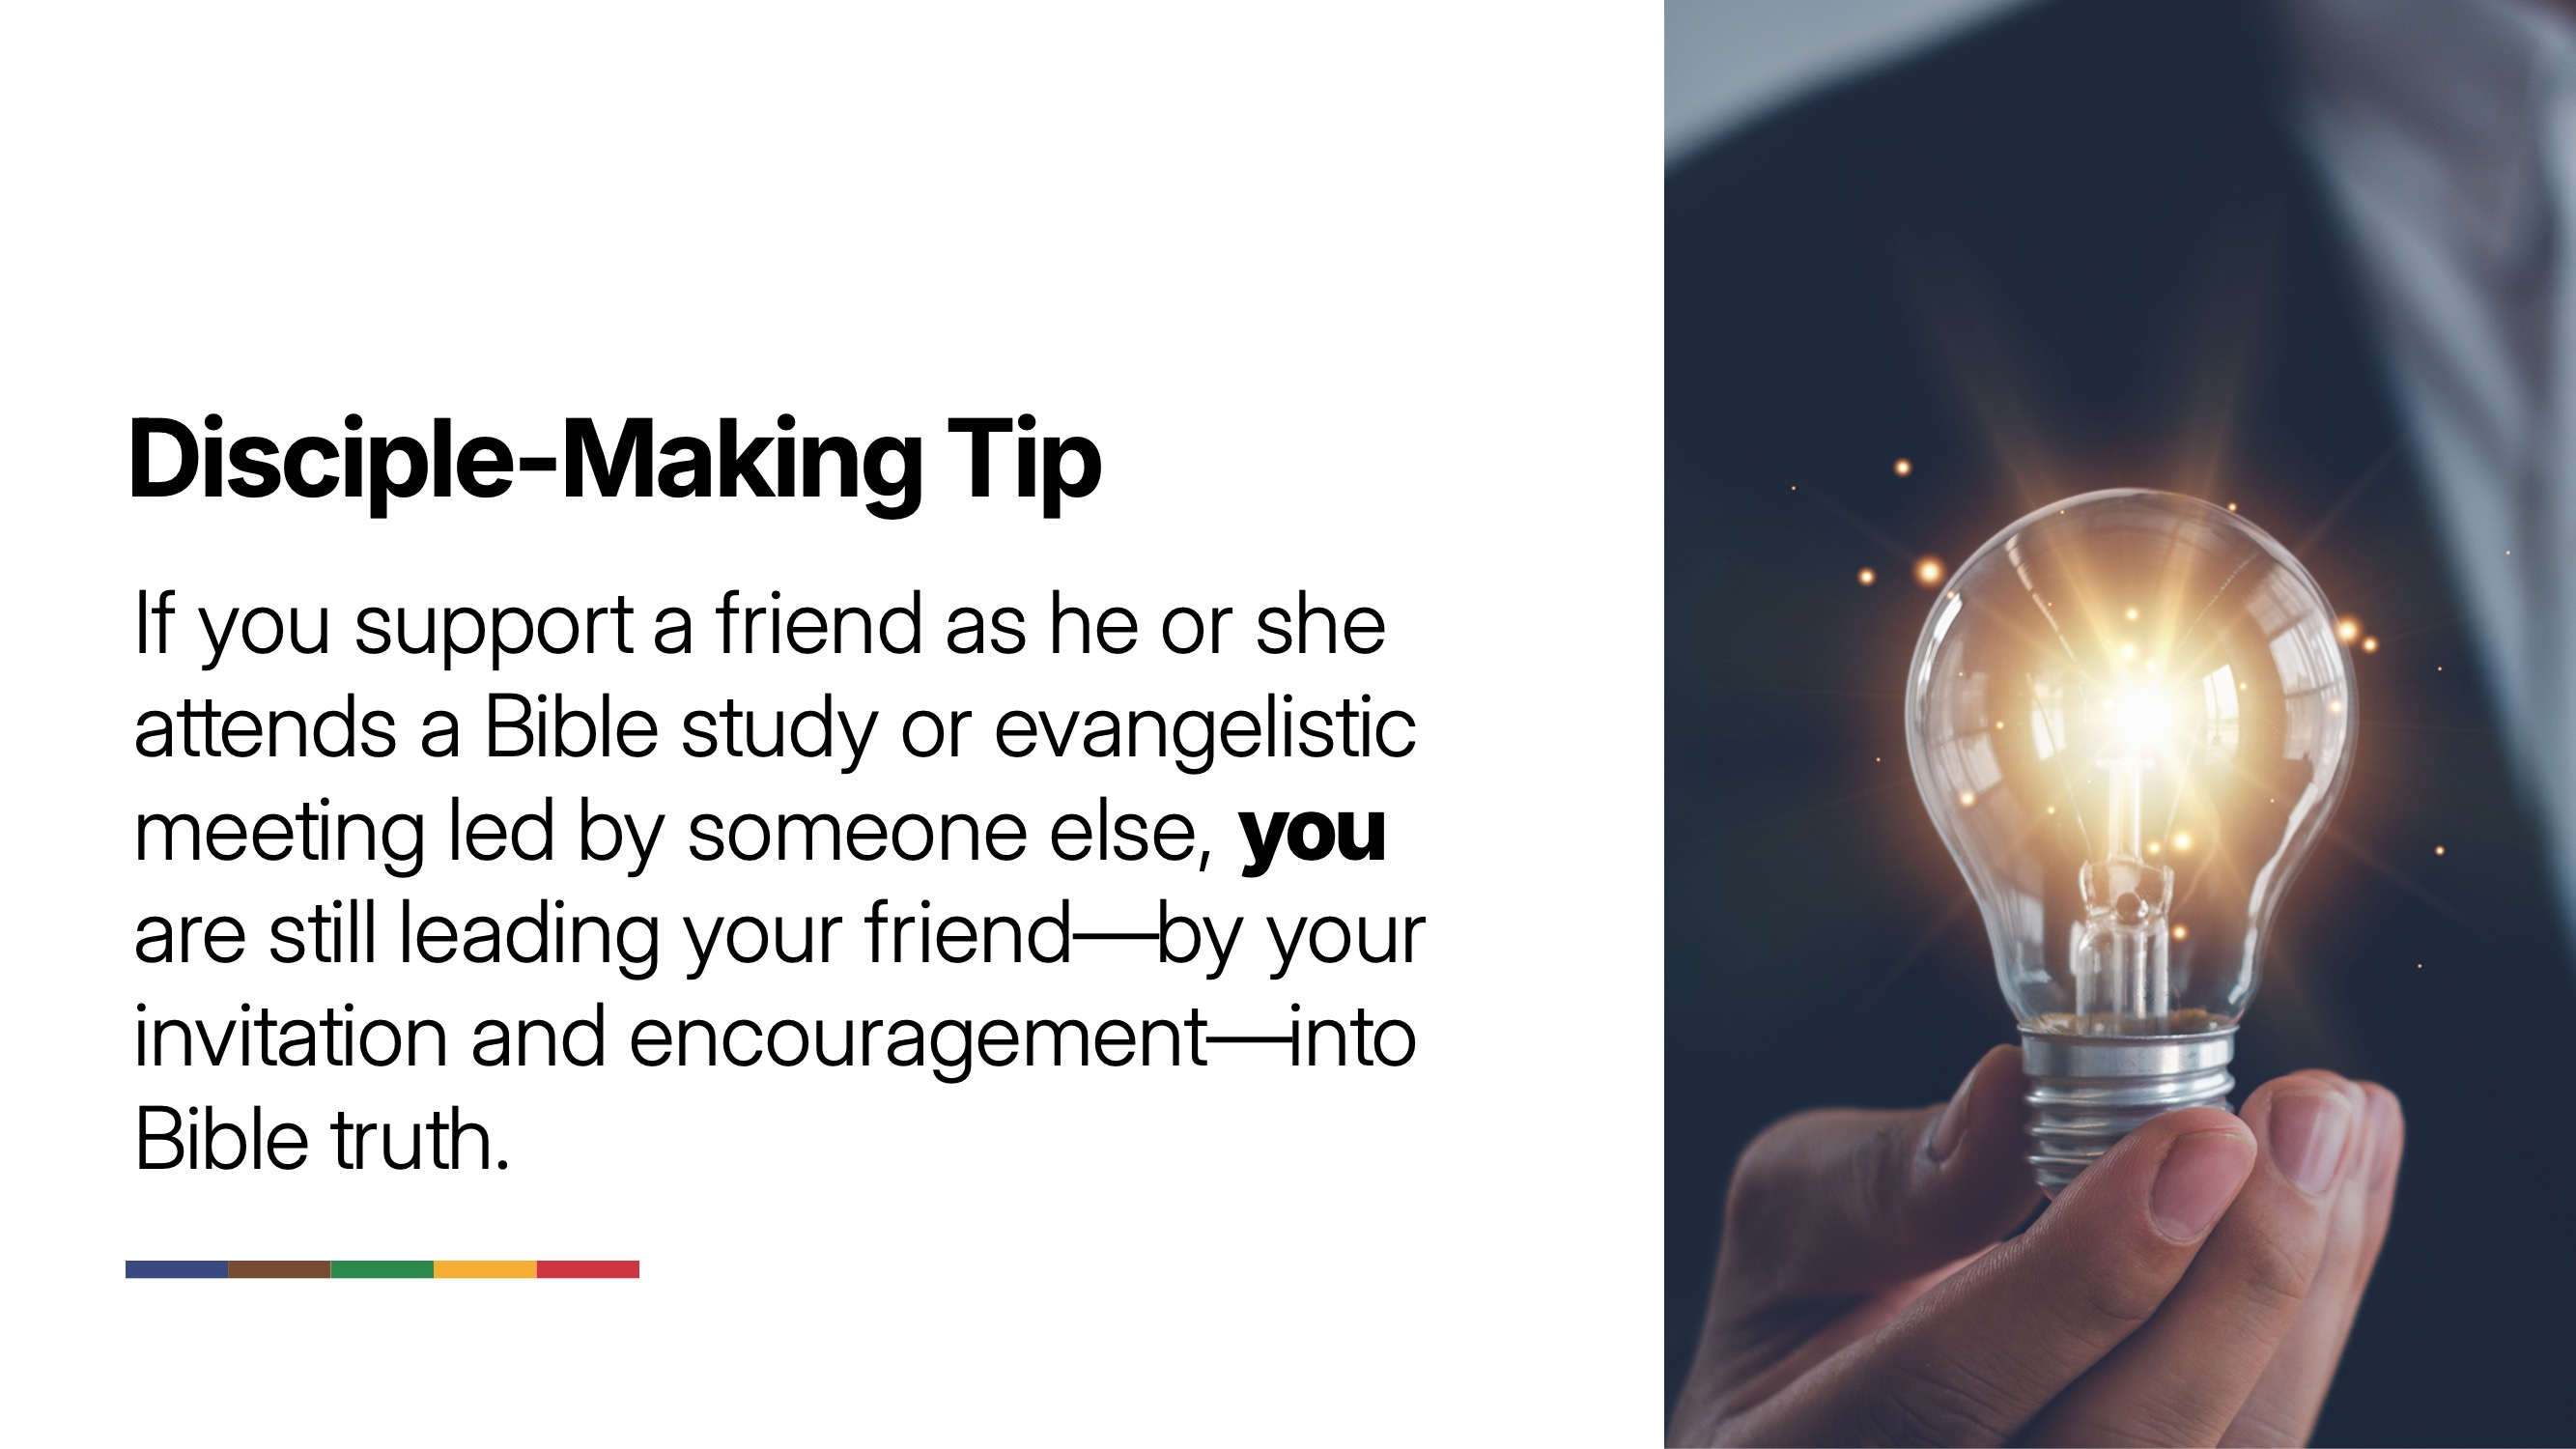 Disciple-Making Tip
If you support a friend as he or she
attends a Bible study or evangelistic
meeting led by someone else, you
are still leading your friend—by your
invitation and encouragement—into
Bible truth.